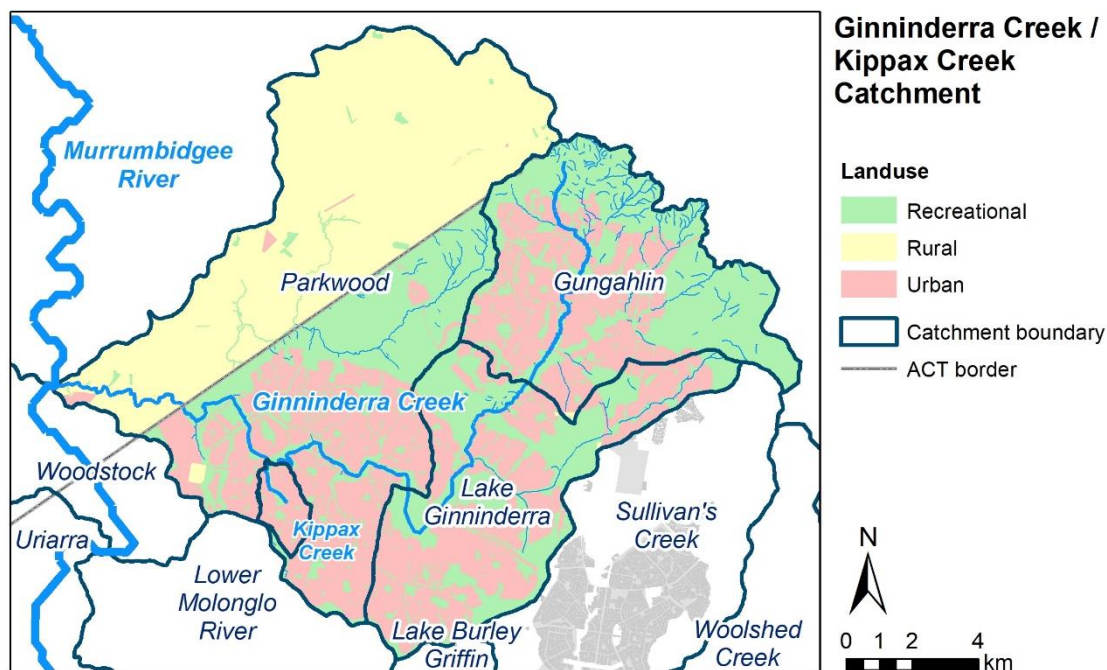 Ginninderra Creek /
Kippax Creek
Catchment
Landuse
Recreational
Rural
Urban
Catchment boundary
ACT border
Murrumbidgee
River
Parkwood
Gungahlin
Ginninderra Creek
Woodstock
Lake
Ginninderra
Sullivan's
Creek
Uriarra
Kippax
Creek
Lower
Molonglo
River
Lake Burley
Griffin
Woolshed
Creek
N
0 1 2 4
km